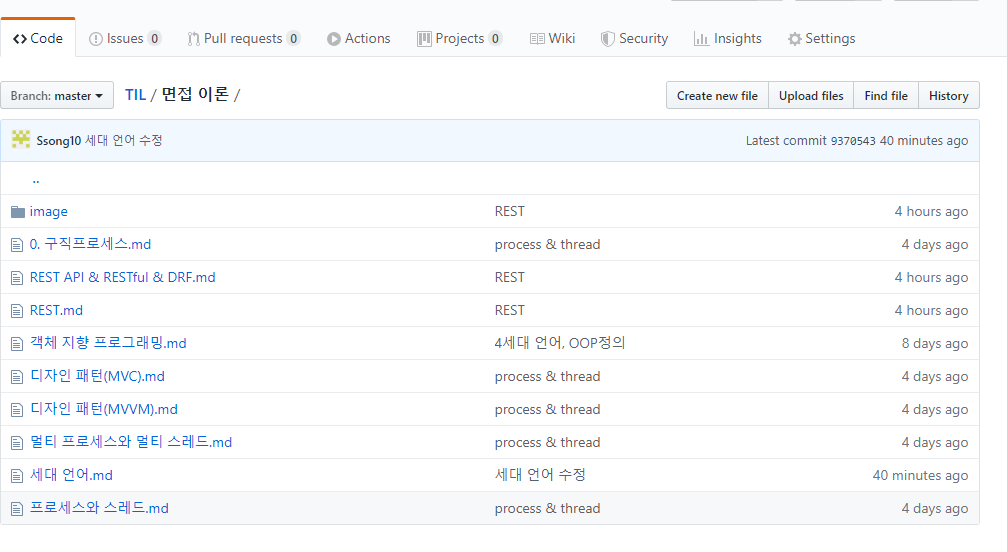 Code Issues 0 Pull requests 0 Actions Projects 0 Wiki Security Insights Settings
Branch: master TIL / 면접 이론 / Create new file Upload files Find file History
Ssong10 세대 언어 수정 Latest commit 9370543 40 minutes ago
..
image REST 4 hours ago
0. 구직프로세스.md process & thread 4 days ago
REST API & RESTful & DRF.md REST 4 hours ago
REST.md REST 4 hours ago
객체 지향 프로그래밍.md 4세대 언어, OOP정의 8 days ago
디자인 패턴(MVC).md process & thread 4 days ago
디자인 패턴(MVVM).md process & thread 4 days ago
멀티 프로세스와 멀티 스레드.md process & thread 4 days ago
세대 언어.md 세대 언어 수정 40 minutes ago
프로세스와 스레드.md process & thread 4 days ago